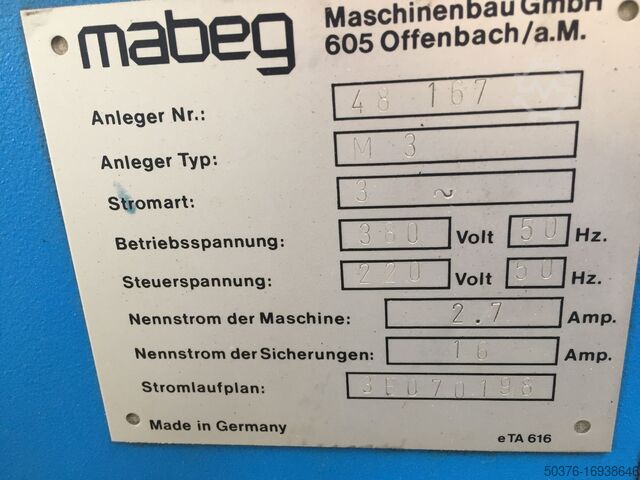 mabeg Maschinenbau GmbH
605 Offenbach/a.M.
Anleger Nr.: 48 167
Anleger Typ: M 3
Stromart: 3 ~
Betriebsspannung: 380 Volt 50 Hz.
Steuerspannung: 220 Volt 50 Hz.
Nennstrom der Maschine: 2.7 Amp.
Nennstrom der Sicherungen: 16 Amp.
Stromlaufplan: 3E070198
Made in Germany eTA 616
50376-16938646